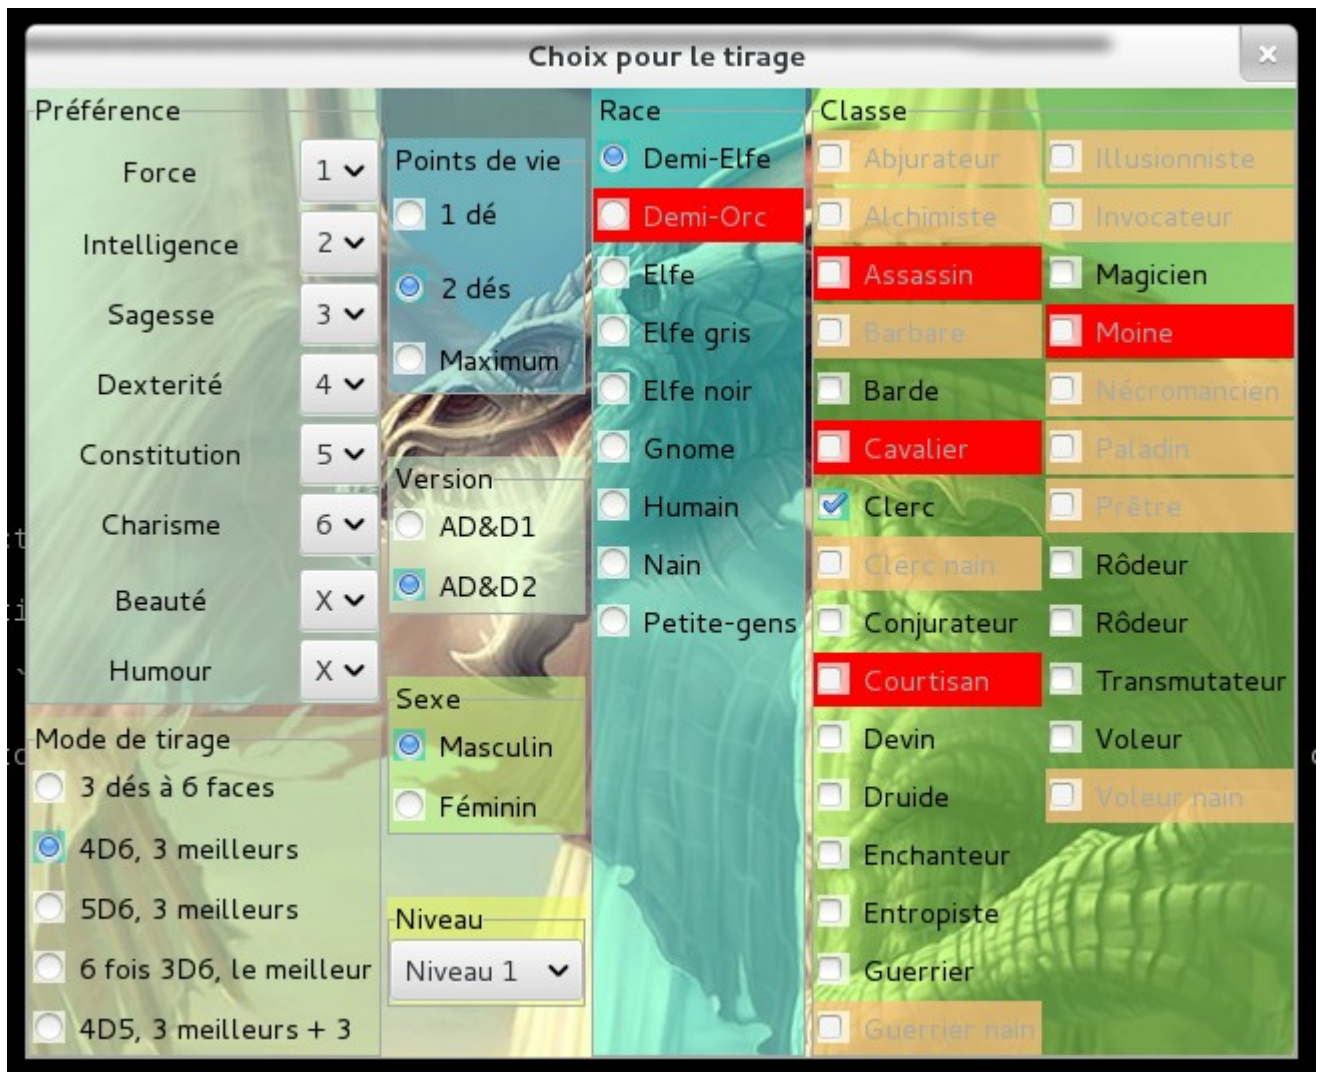 Choix pour le tirage
Préférence
Force 1
Intelligence 2
Sagesse 3
Dexterité 4
Constitution 5
Charisme 6
Beauté X
Humour X
Mode de tirage
3 dés à 6 faces
4D6, 3 meilleurs
5D6, 3 meilleurs
6 fois 3D6, le meilleur
4D5, 3 meilleurs + 3
Points de vie
1 dé
2 dés
Maximum
Version
AD&D1
AD&D2
Sexe
Masculin
Féminin
Niveau
Niveau 1
Race
Demi-Elfe
Demi-Orc
Elfe
Elfe gris
Elfe noir
Gnome
Humain
Nain
Petite-gens
Classe
Abjurateur
Alchimiste
Assassin
Barbare
Barde
Cavalier
Clerc
Clerc nain
Conjurateur
Courtisan
Devin
Druide
Enchanteur
Entropiste
Guerrier
Guerrier nain
Illusionniste
Invocateur
Magicien
Moine
Nécromancien
Paladin
Prêtre
Rôdeur
Rôdeur
Transmutateur
Voleur
Voleur nain